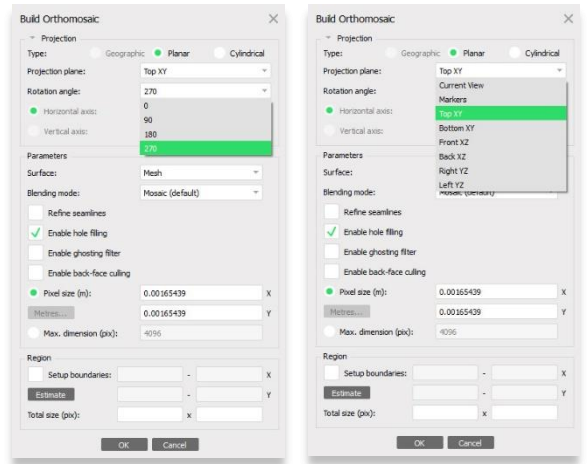 Build Orthomosaic
Projection
Type: Geographic Planar Cylindrical
Projection plane: Top XY
Rotation angle: 270
0
90
180
270
Horizontal axis:
Vertical axis:
Parameters
Surface: Mesh
Blending mode: Mosaic (default)
Refine seamlines
Enable hole filling
Enable ghosting filter
Enable back-face culling
Pixel size (m): 0.00165439 X
Metres... 0.00165439 Y
Max. dimension (pix): 4096
Region
Setup boundaries: - X
Estimate - Y
Total size (pix): x
OK Cancel
Build Orthomosaic
Projection
Type: Geographic Planar Cylindrical
Projection plane: Top XY
Rotation angle:
Current View
Markers
Top XY
Bottom XY
Front XZ
Back XZ
Right YZ
Left YZ
Horizontal axis:
Vertical axis:
Parameters
Surface:
Blending mode: Mosaic (default)
Refine seamlines
Enable hole filling
Enable ghosting filter
Enable back-face culling
Pixel size (m): 0.00165439 X
Metres... 0.00165439 Y
Max. dimension (pix): 4096
Region
Setup boundaries: - X
Estimate - Y
Total size (pix): x
OK Cancel